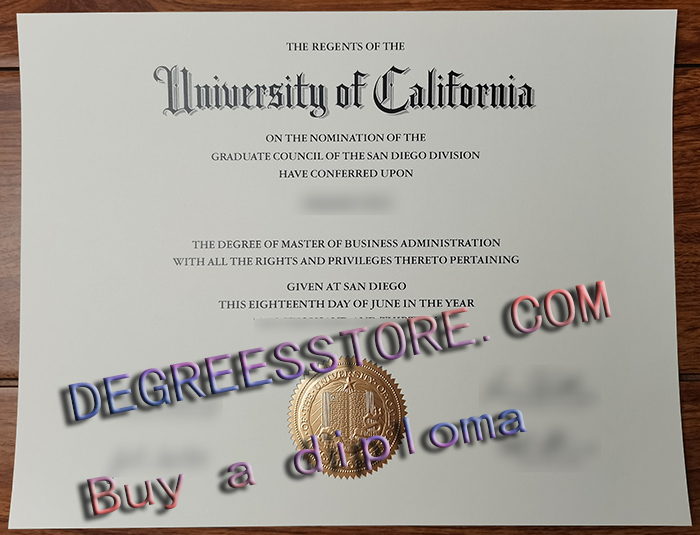 THE REGENTS OF THE
University of California
ON THE NOMINATION OF THE
GRADUATE COUNCIL OF THE SAN DIEGO DIVISION
HAVE CONFERRED UPON
THE DEGREE OF MASTER OF BUSINESS ADMINISTRATION
WITH ALL THE RIGHTS AND PRIVILEGES THERETO PERTAINING
GIVEN AT SAN DIEGO
THIS EIGHTEENTH DAY OF JUNE IN THE YEAR
DEGREESSTORE. COM
Buy a diploma